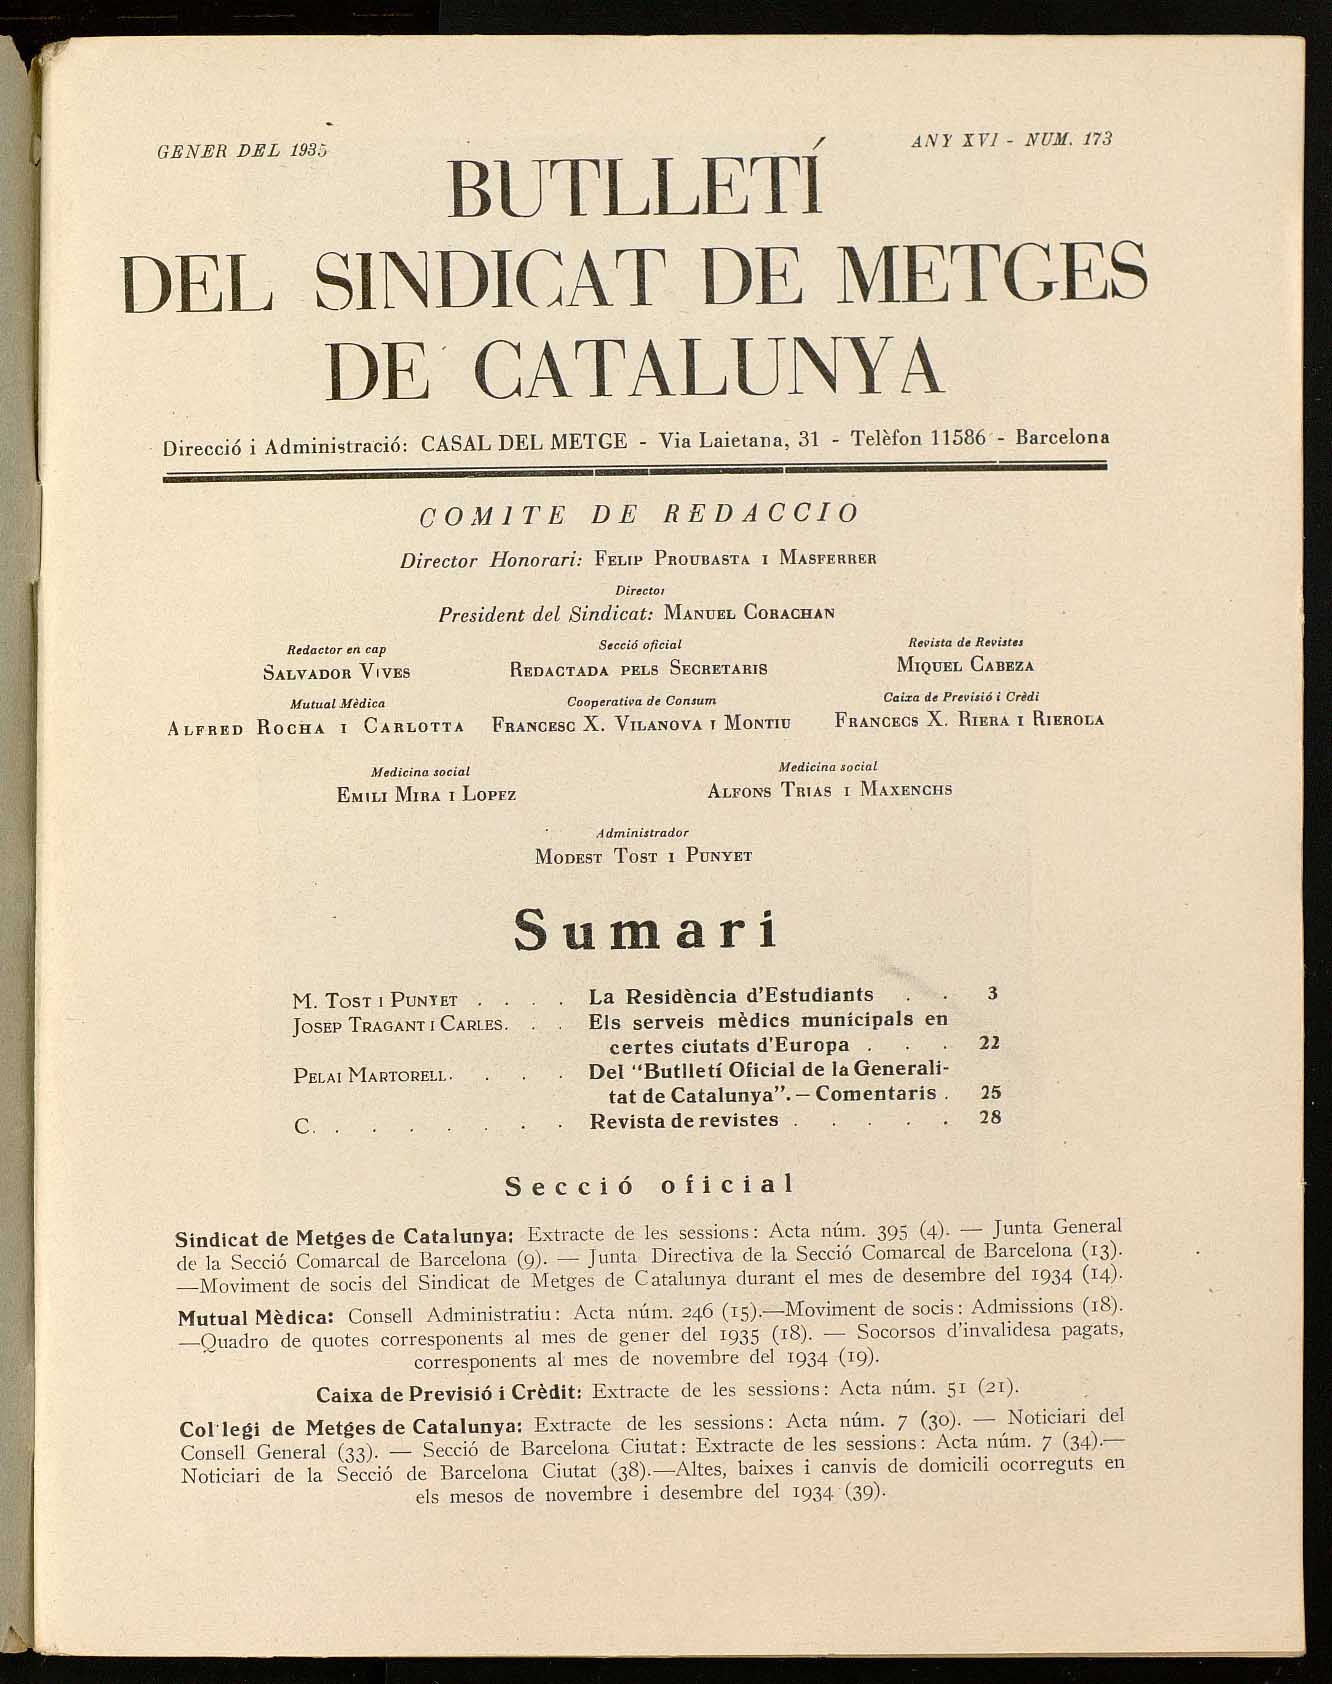 GENER DEL 1935
ANY XVI - NUM. 173
BUTLLETÍ
DEL SINDICAT DE METGES
DE CATALUNYA
Direcció i Administració: CASAL DEL METGE - Via Laietana, 31 - Telèfon 11586 - Barcelona
COMITE DE REDACCIO
Director Honorari: FELIP PROUBASTA I MASFERRER
Director
President del Sindicat: MANUEL CORACHAN
Redactor en cap
SALVADOR VIVES
Secció oficial
REDACTADA PELS SECRETARIS
Revista de Revistes
MIQUEL CABEZA
Mutual Mèdica
ALFRED ROCHA I CARLOTTA
Cooperativa de Consum
FRANCESC X. VILANOVA I MONTIU
Caixa de Previsió i Crèdi
FRANCECS X. RIERA I RIEROLA
Medicina social
EMILI MIRA I LOPEZ
Medicina social
ALFONS TRIAS I MAXENCHS
Administrador
MODEST TOST I PUNYET
Sumari
M. TOST I PUNYET . . . . La Residència d'Estudiants . . 3
JOSEP TRAGANT I CARLES. . . Els serveis mèdics municipals en
certes ciutats d'Europa . . . 22
PELAI MARTORELL. . . . Del "Butlletí Oficial de la Generali-
tat de Catalunya". — Comentaris . 25
C. . . . . . . . Revista de revistes . . . . . 28
Secció oficial
Sindicat de Metges de Catalunya: Extracte de les sessions: Acta núm. 395 (4). — Junta General
de la Secció Comarcal de Barcelona (9). — Junta Directiva de la Secció Comarcal de Barcelona (13).
—Moviment de socis del Sindicat de Metges de Catalunya durant el mes de desembre del 1934 (14).
Mutual Mèdica: Consell Administratiu: Acta núm. 246 (15).—Moviment de socis: Admissions (18).
—Quadro de quotes corresponents al mes de gener del 1935 (18). — Socorsos d'invalidesa pagats,
corresponents al mes de novembre del 1934 (19).
Caixa de Previsió i Crèdit: Extracte de les sessions: Acta núm. 51 (21).
Col·legi de Metges de Catalunya: Extracte de les sessions: Acta núm. 7 (30). — Noticiari del
Consell General (33). — Secció de Barcelona Ciutat: Extracte de les sessions: Acta núm. 7 (34).—
Noticiari de la Secció de Barcelona Ciutat (38).—Altes, baixes i canvis de domicili ocorreguts en
els mesos de novembre i desembre del 1934 (39).